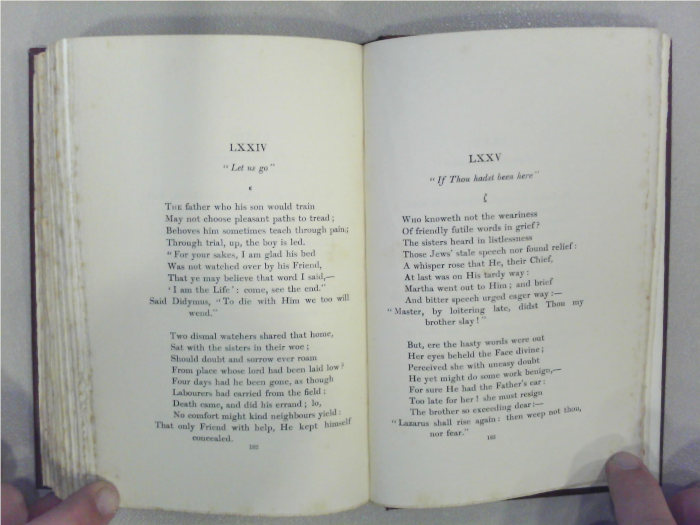 LXXIV
"Let us go"
ϵ
THE father who his son would train
May not choose pleasant paths to tread;
Behoves him sometimes teach through pain;
Through trial, up, the boy is led.
"For your sakes, I am glad his bed
Was not watched over by his Friend,
That ye may believe that word I said,—
'I am the Life': come, see the end."
Said Didymus, "To die with Him we too will
wend."
Two dismal watchers shared that home,
Sat with the sisters in their woe;
Should doubt and sorrow ever roam
From place whose lord had been laid low?
Four days had he been gone, as though
Labourers had carried from the field:
Death came, and did his errand; lo,
No comfort might kind neighbours yield:
That only Friend with help, He kept himself
concealed.
182
LXXV
"If Thou hadst been here"
ζ
WHO knoweth not the weariness
Of friendly futile words in grief?
The sisters heard in listlessness
Those Jews' stale speech nor found relief:
A whisper rose that He, their Chief,
At last was on His tardy way:
Martha went out to Him; and brief
And bitter speech urged eager way:—
"Master, by loitering late, didst Thou my
brother slay!"
But, ere the hasty words were out
Her eyes beheld the Face divine;
Perceived she with uneasy doubt
He yet might do some work benign,—
For sure He had the Father's ear:
Too late for her! she must resign
The brother so exceeding dear:—
"Lazarus shall rise again: then weep not thou,
nor fear."
183